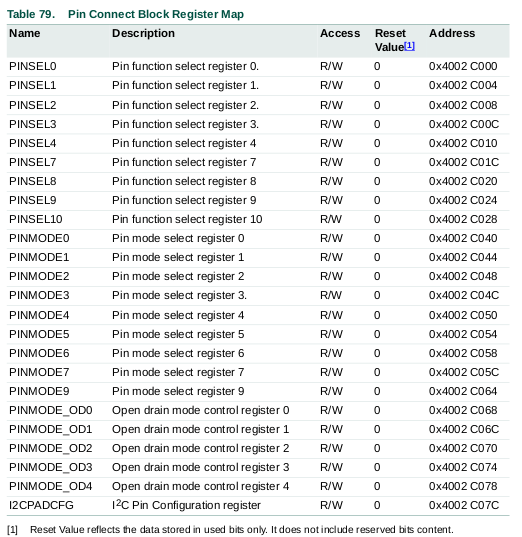 Table 79. Pin Connect Block Register Map
Name Description Access Reset Value[1] Address
PINSEL0 Pin function select register 0. R/W 0 0x4002 C000
PINSEL1 Pin function select register 1. R/W 0 0x4002 C004
PINSEL2 Pin function select register 2. R/W 0 0x4002 C008
PINSEL3 Pin function select register 3. R/W 0 0x4002 C00C
PINSEL4 Pin function select register 4 R/W 0 0x4002 C010
PINSEL7 Pin function select register 7 R/W 0 0x4002 C01C
PINSEL8 Pin function select register 8 R/W 0 0x4002 C020
PINSEL9 Pin function select register 9 R/W 0 0x4002 C024
PINSEL10 Pin function select register 10 R/W 0 0x4002 C028
PINMODE0 Pin mode select register 0 R/W 0 0x4002 C040
PINMODE1 Pin mode select register 1 R/W 0 0x4002 C044
PINMODE2 Pin mode select register 2 R/W 0 0x4002 C048
PINMODE3 Pin mode select register 3. R/W 0 0x4002 C04C
PINMODE4 Pin mode select register 4 R/W 0 0x4002 C050
PINMODE5 Pin mode select register 5 R/W 0 0x4002 C054
PINMODE6 Pin mode select register 6 R/W 0 0x4002 C058
PINMODE7 Pin mode select register 7 R/W 0 0x4002 C05C
PINMODE9 Pin mode select register 9 R/W 0 0x4002 C064
PINMODE_OD0 Open drain mode control register 0 R/W 0 0x4002 C068
PINMODE_OD1 Open drain mode control register 1 R/W 0 0x4002 C06C
PINMODE_OD2 Open drain mode control register 2 R/W 0 0x4002 C070
PINMODE_OD3 Open drain mode control register 3 R/W 0 0x4002 C074
PINMODE_OD4 Open drain mode control register 4 R/W 0 0x4002 C078
I2CPADCFG I2C Pin Configuration register R/W 0 0x4002 C07C
[1] Reset Value reflects the data stored in used bits only. It does not include reserved bits content.